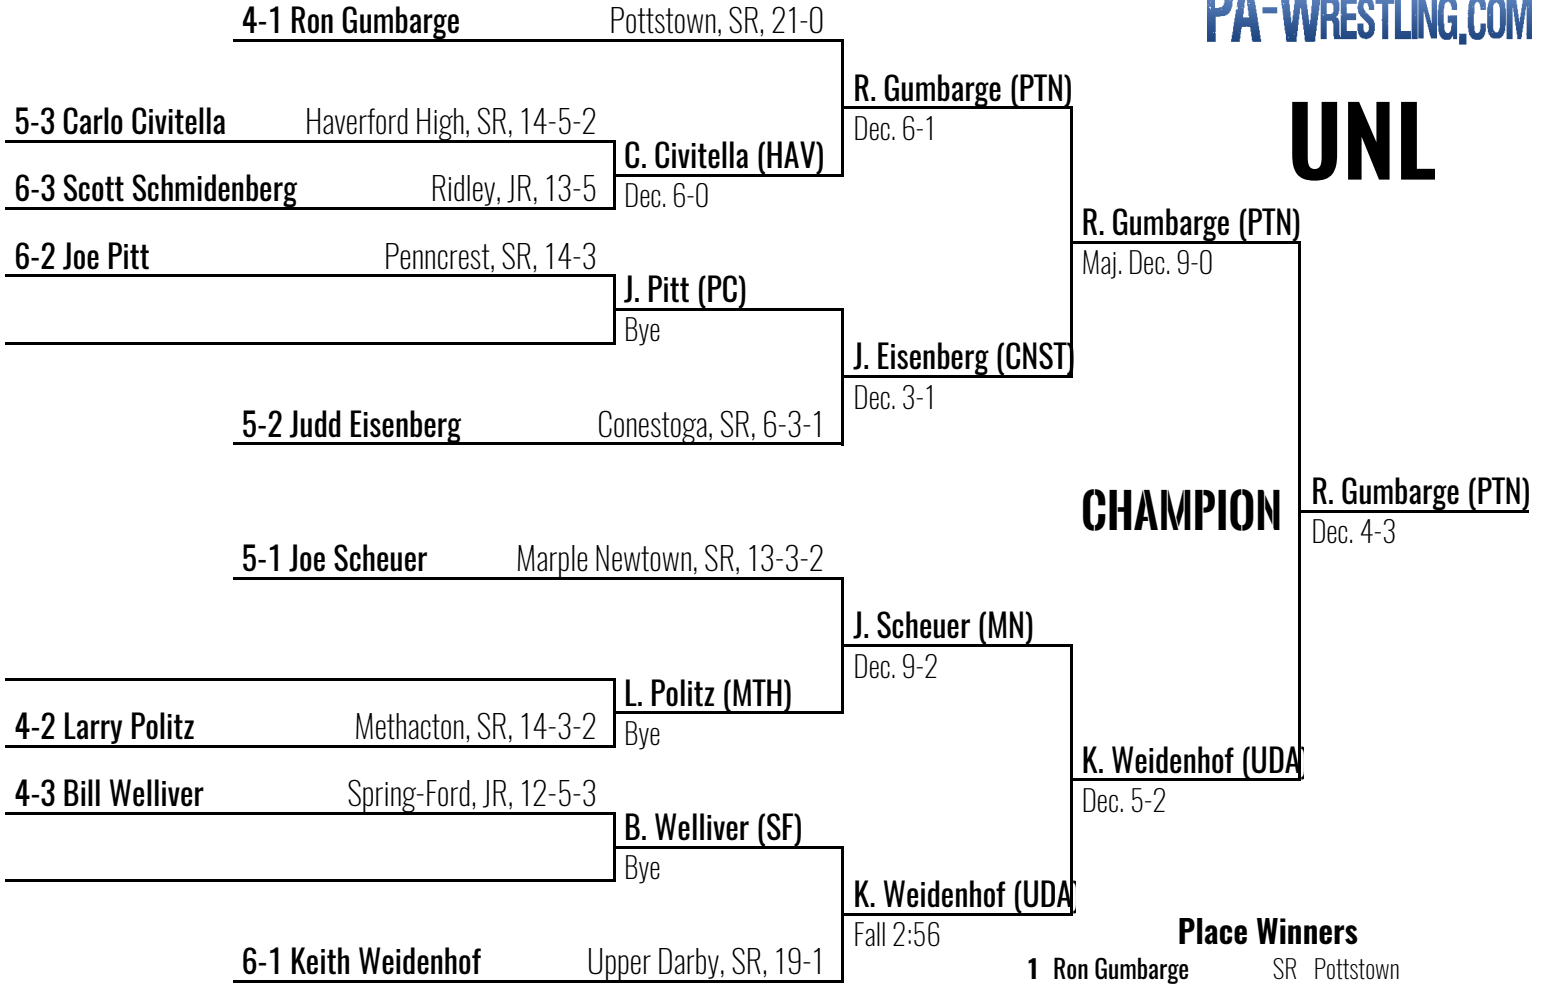 4-1 Ron Gumbarge Pottstown, SR, 21-0
PA-WRESTLING.COM
R. Gumbarge (PTN)
Dec. 6-1
UNL
5-3 Carlo Civitella Haverford High, SR, 14-5-2
C. Civitella (HAV)
Dec. 6-0
6-3 Scott Schmidenberg Ridley, JR, 13-5
R. Gumbarge (PTN)
Maj. Dec. 9-0
6-2 Joe Pitt Penncrest, SR, 14-3
J. Pitt (PC)
Bye
J. Eisenberg (CNST)
Dec. 3-1
5-2 Judd Eisenberg Conestoga, SR, 6-3-1
CHAMPION
R. Gumbarge (PTN)
Dec. 4-3
5-1 Joe Scheuer Marple Newtown, SR, 13-3-2
J. Scheuer (MN)
Dec. 9-2
L. Politz (MTH)
Bye
4-2 Larry Politz Methacton, SR, 14-3-2
K. Weidenhof (UDA)
Dec. 5-2
4-3 Bill Welliver Spring-Ford, JR, 12-5-3
B. Welliver (SF)
Bye
K. Weidenhof (UDA)
Fall 2:56
6-1 Keith Weidenhof Upper Darby, SR, 19-1
Place Winners
1 Ron Gumbarge SR Pottstown